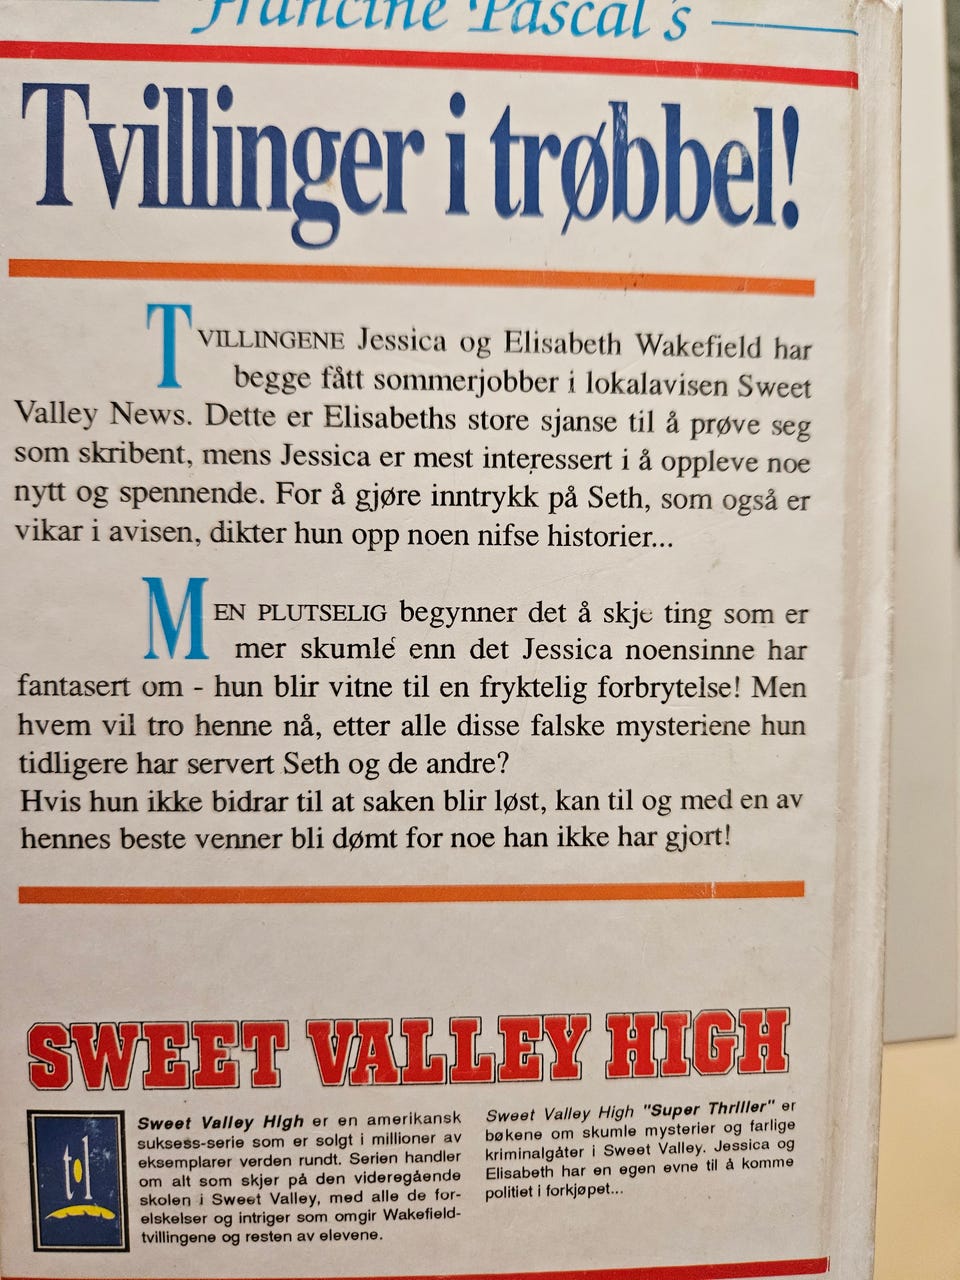 Francine Pascal's
Tvillinger i trøbbel!
TVILLINGENE Jessica og Elisabeth Wakefield har
begge fått sommerjobber i lokalavisen Sweet
Valley News. Dette er Elisabeths store sjanse til å prøve seg
som skribent, mens Jessica er mest interessert i å oppleve noe
nytt og spennende. For å gjøre inntrykk på Seth, som også er
vikar i avisen, dikter hun opp noen nifse historier...
MEN PLUTSELIG begynner det å skje ting som er
mer skumle enn det Jessica noensinne har
fantasert om - hun blir vitne til en fryktelig forbrytelse! Men
hvem vil tro henne nå, etter alle disse falske mysteriene hun
tidligere har servert Seth og de andre?
Hvis hun ikke bidrar til at saken blir løst, kan til og med en av
hennes beste venner bli dømt for noe han ikke har gjort!
SWEET VALLEY HIGH
Sweet Valley High er en amerikansk
suksess-serie som er solgt i millioner av
eksemplarer verden rundt. Serien handler
om alt som skjer på den videregående
skolen i Sweet Valley, med alle de for-
elskelser og intriger som omgir Wakefield-
tvillingene og resten av elevene.
Sweet Valley High "Super Thriller" er
bøkene om skumle mysterier og farlige
kriminalgåter i Sweet Valley. Jessica og
Elisabeth har en egen evne til å komme
politiet i forkjøpet...
t·l